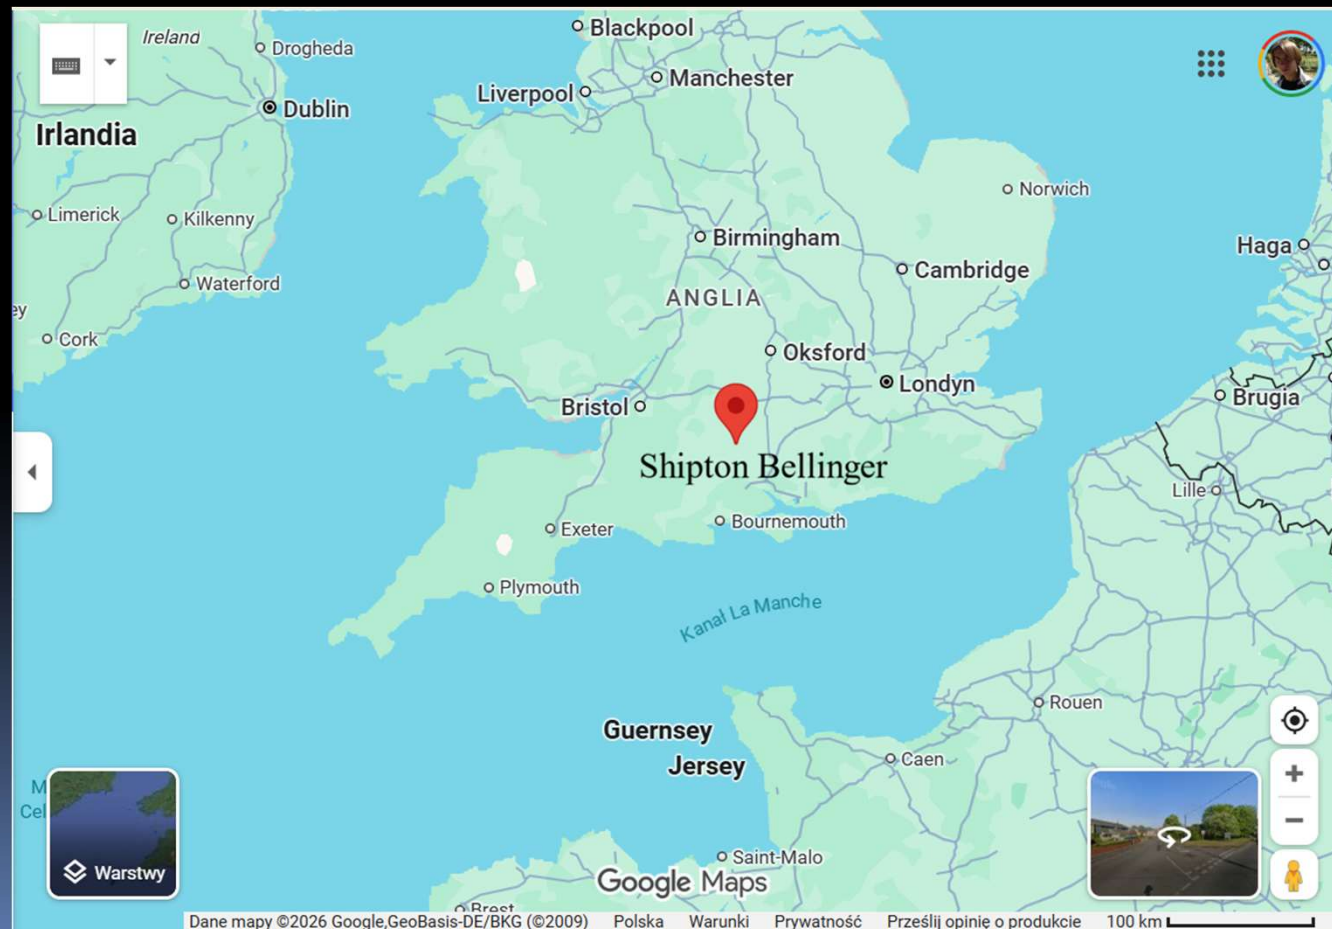 Blackpool
Ireland
Drogheda
Manchester
Liverpool
Dublin
Irlandia
Norwich
Limerick
Kilkenny
Birmingham
Haga
Cambridge
Waterford
ANGLIA
ey
Cork
Oksford
Londyn
Bristol
Brugia
Shipton Bellinger
Lille
Bournemouth
Exeter
Plymouth
Kanał La Manche
Rouen
Guernsey
Jersey
Caen
M
Cel
Saint-Malo
Warstwy
Google Maps
Brest
Dane mapy ©2026 Google,GeoBasis-DE/BKG (©2009) Polska Warunki Prywatność Prześlij opinię o produkcie 100 km